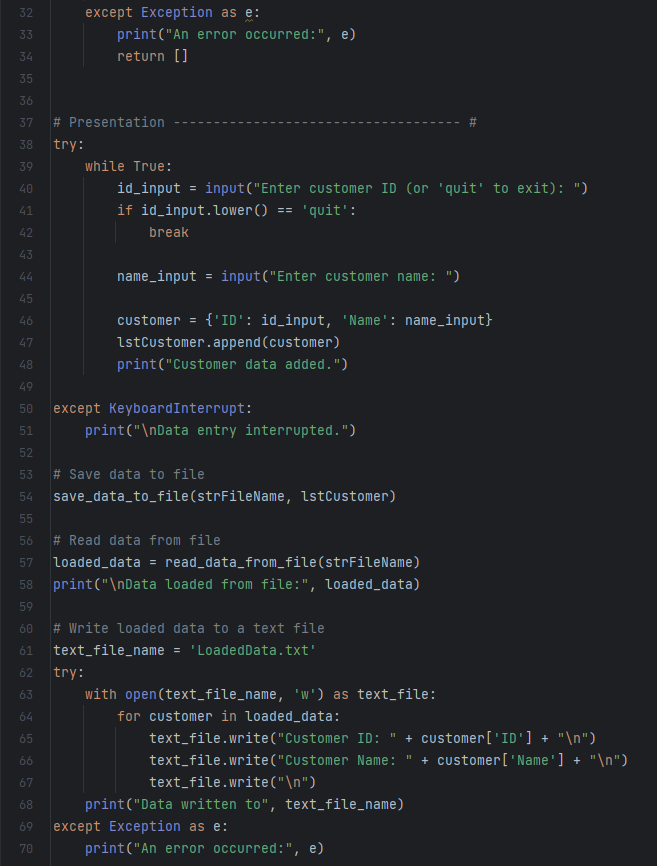 32 except Exception as e:
33 print("An error occurred:", e)
34 return []
35
36
37 # Presentation ------------------------------------ #
38 try:
39 while True:
40 id_input = input("Enter customer ID (or 'quit' to exit): ")
41 if id_input.lower() == 'quit':
42 break
43
44 name_input = input("Enter customer name: ")
45
46 customer = {'ID': id_input, 'Name': name_input}
47 lstCustomer.append(customer)
48 print("Customer data added.")
49
50 except KeyboardInterrupt:
51 print("\nData entry interrupted.")
52
53 # Save data to file
54 save_data_to_file(strFileName, lstCustomer)
55
56 # Read data from file
57 loaded_data = read_data_from_file(strFileName)
58 print("\nData loaded from file:", loaded_data)
59
60 # Write loaded data to a text file
61 text_file_name = 'LoadedData.txt'
62 try:
63 with open(text_file_name, 'w') as text_file:
64 for customer in loaded_data:
65 text_file.write("Customer ID: " + customer['ID'] + "\n")
66 text_file.write("Customer Name: " + customer['Name'] + "\n")
67 text_file.write("\n")
68 print("Data written to", text_file_name)
69 except Exception as e:
70 print("An error occurred:", e)